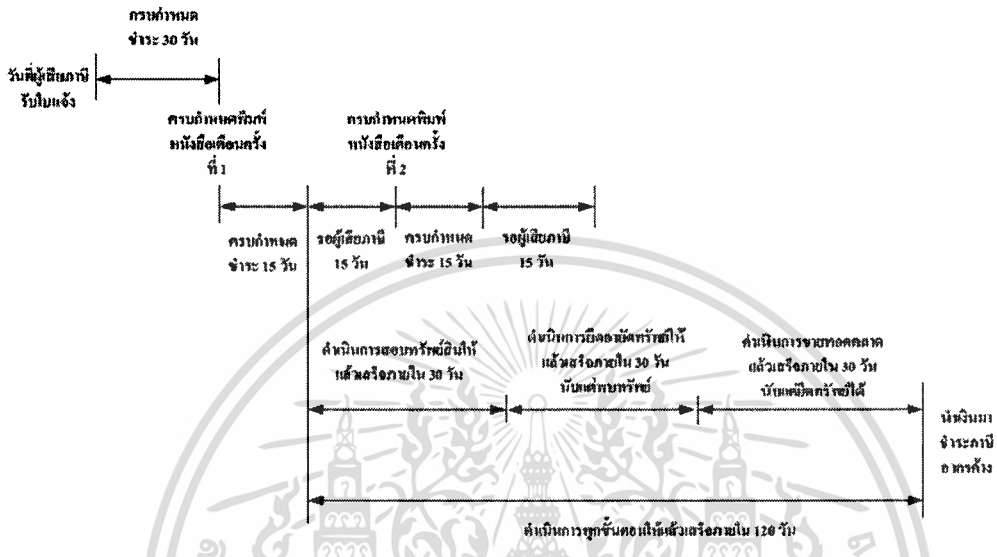 ครบกำหนด
ชำระ 30 วัน
วันที่ผู้เสียภาษี
รับใบแจ้ง
ครบกำหนดพิมพ์
หนังสือเตือนครั้ง
ที่ 1
ครบกำหนดพิมพ์
หนังสือเตือนครั้ง
ที่ 2
ครบกำหนด
ชำระ 15 วัน
รอผู้เสียภาษี
15 วัน
ครบกำหนด
ชำระ 15 วัน
รอผู้เสียภาษี
15 วัน
ดำเนินการสอบทรัพย์สินให้
แล้วเสร็จภายใน 30 วัน
ดำเนินการยึดอายัดทรัพย์ให้
แล้วเสร็จภายใน 30 วัน
นับแต่พบทรัพย์
ดำเนินการขายทอดตลาด
แล้วเสร็จภายใน 30 วัน
นับแต่ยึดทรัพย์ได้
นำเงินมา
ชำระภาษี
อากรค้าง
ดำเนินการทุกขั้นตอนให้แล้วเสร็จภายใน 120 วัน